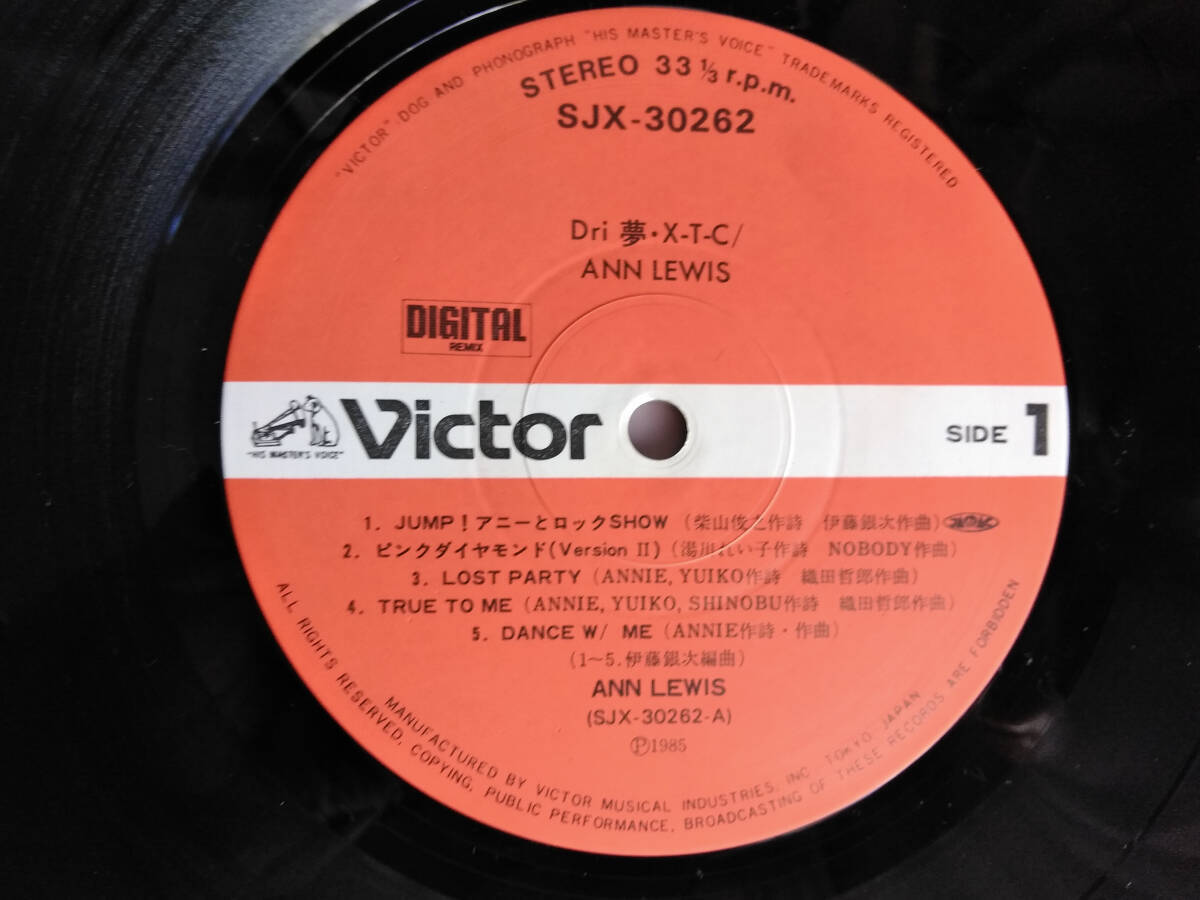 "VICTOR" DOG AND PHONOGRAPH "HIS MASTER'S VOICE" TRADEMARKS REGISTERED
STEREO 33 1/3 r.p.m.
SJX-30262
Dri 夢・X-T-C/
ANN LEWIS
DIGITAL
REMIX
"HIS MASTER'S VOICE"
Victor
SIDE 1
1. JUMP！アニーとロックSHOW（柴山俊之作詩 伊藤銀次作曲）
2. ピンクダイヤモンド(Version II)（湯川れい子作詩 NOBODY作曲）
3. LOST PARTY（ANNIE, YUIKO作詩 織田哲郎作曲）
4. TRUE TO ME（ANNIE, YUIKO, SHINOBU作詩 織田哲郎作曲）
5. DANCE W/ ME（ANNIE作詩・作曲）
(1〜5.伊藤銀次編曲)
ANN LEWIS
(SJX-30262-A)
Ⓟ1985
MANUFACTURED BY VICTOR MUSICAL INDUSTRIES, INC. TOKYO, JAPAN
ALL RIGHTS RESERVED. COPYING, PUBLIC PERFORMANCE, BROADCASTING OF THESE RECORDS ARE FORBIDDEN